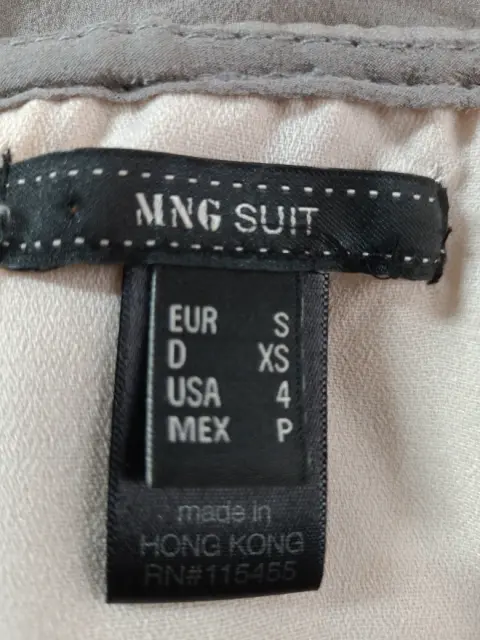 MNG SUIT
EUR S
D XS
USA 4
MEX P
made in
HONG KONG
RN#115455